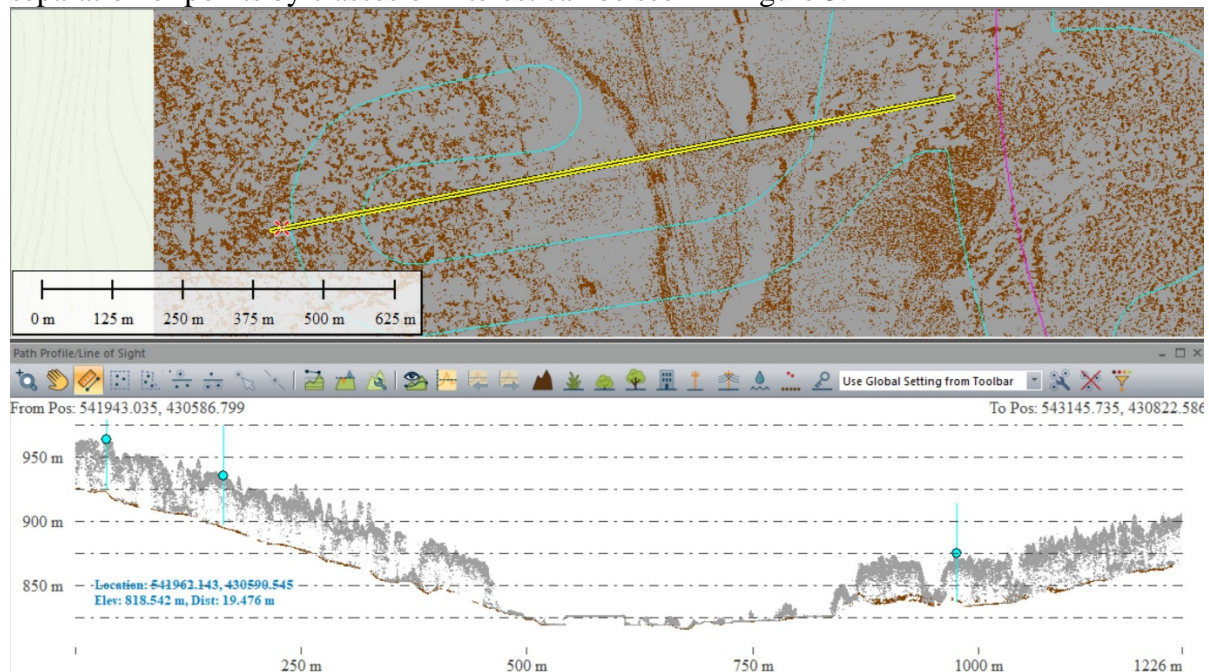 0 m 125 m 250 m 375 m 500 m 625 m
Path Profile/Line of Sight
Use Global Setting from Toolbar
From Pos: 541943.035, 430586.799 To Pos: 543145.735, 430822.586
950 m
900 m
850 m
Location: 541962.143, 430590.545
Elev: 818.542 m, Dist: 19.476 m
250 m 500 m 750 m 1000 m 1226 m